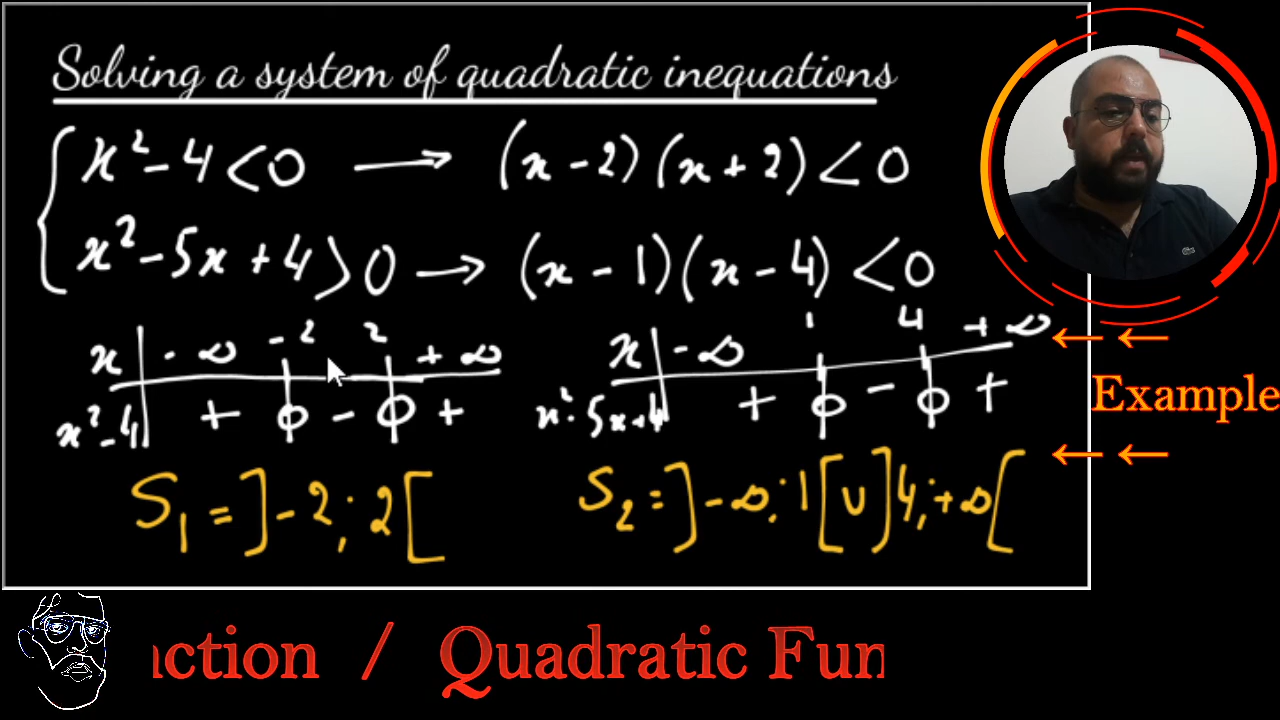 Solving a system of quadratic inequations
x² - 4 < 0 → (x - 2)(x + 2) < 0
x² - 5x + 4 > 0 → (x - 1)(x - 4) < 0
x - ∞ -2 2 + ∞
x² - 4 + 0 - 0 +
x - ∞ 1 4 + ∞
x² - 5x + 4 + 0 - 0 +
S₁ = ]-2; 2[
S₂ = ]-∞; 1[ ∪ ]4; +∞[
← ←
Example
← ←
ction / Quadratic Fun